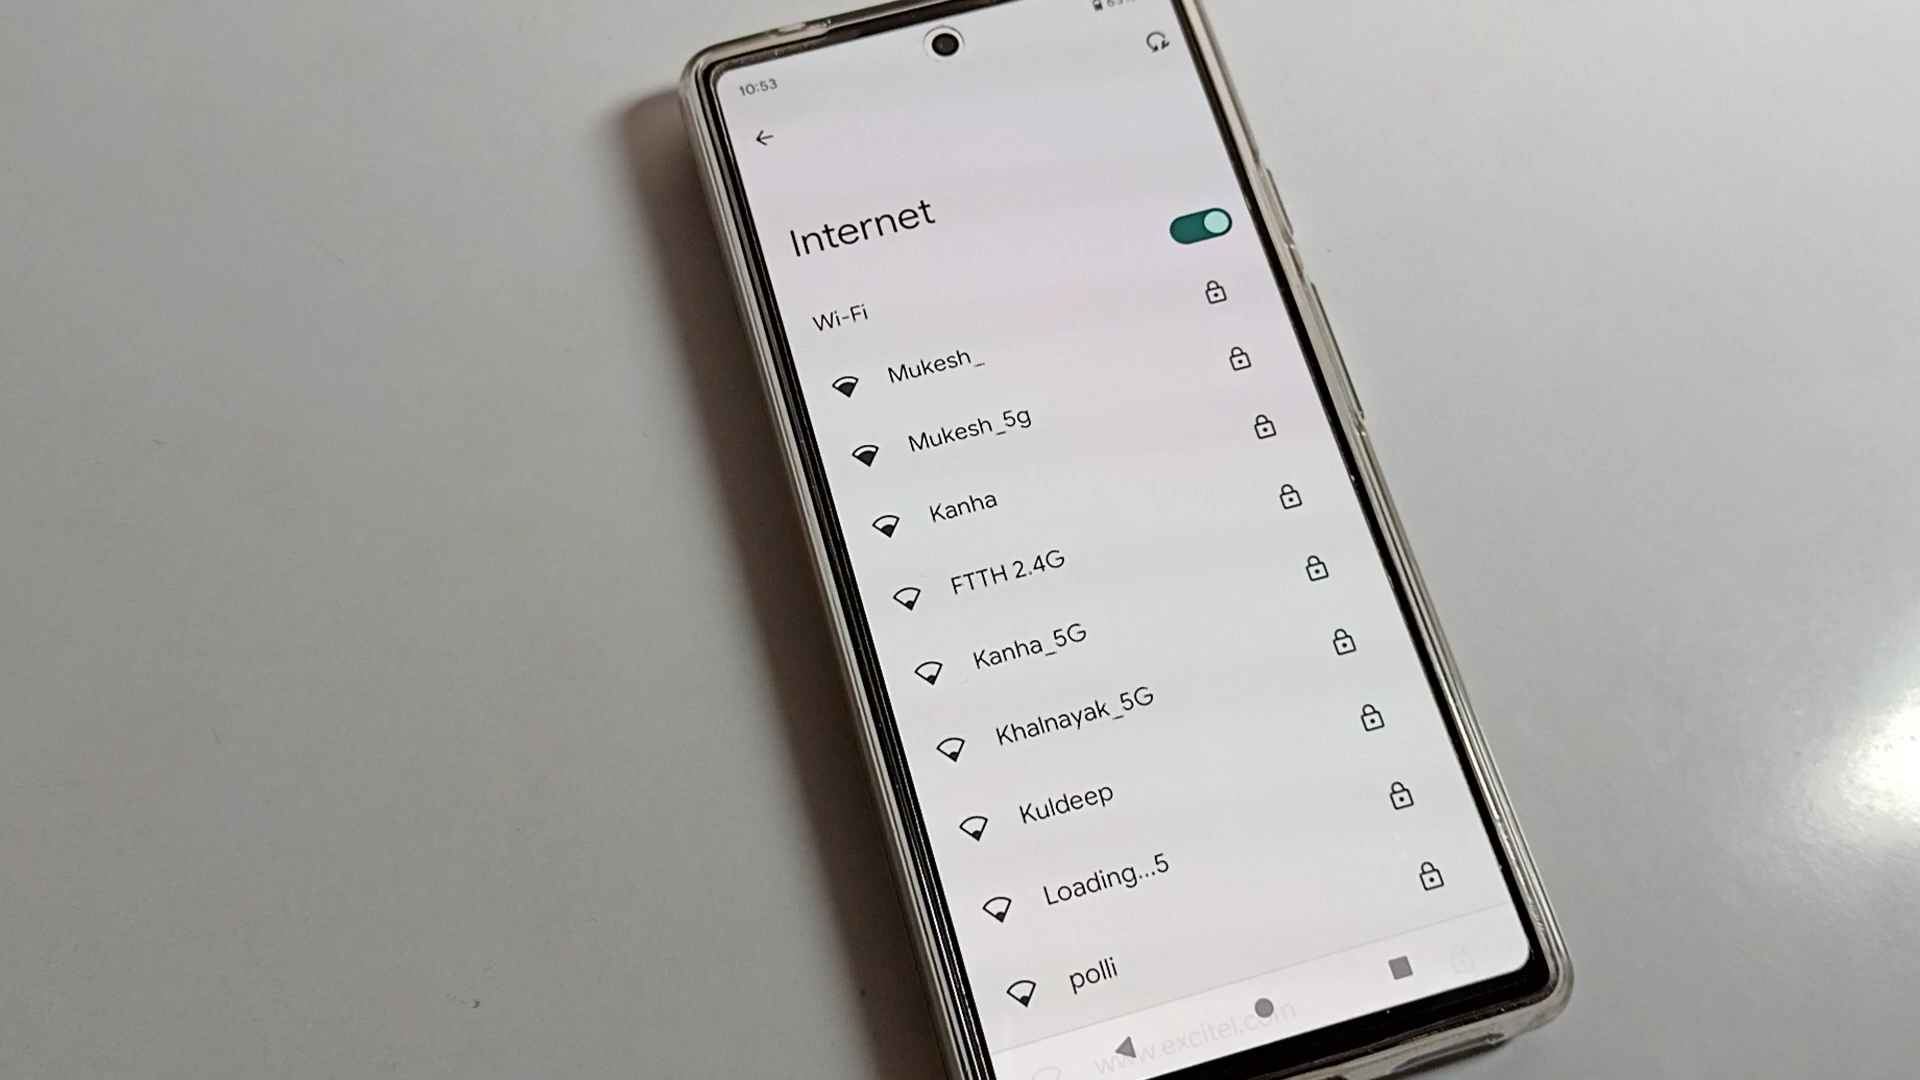 10:53
Internet
Wi-Fi
Mukesh_
Mukesh_5g
Kanha
FTTH 2.4G
Kanha_5G
Khalnayak_5G
Kuldeep
Loading...5
polli
www.excitel.com